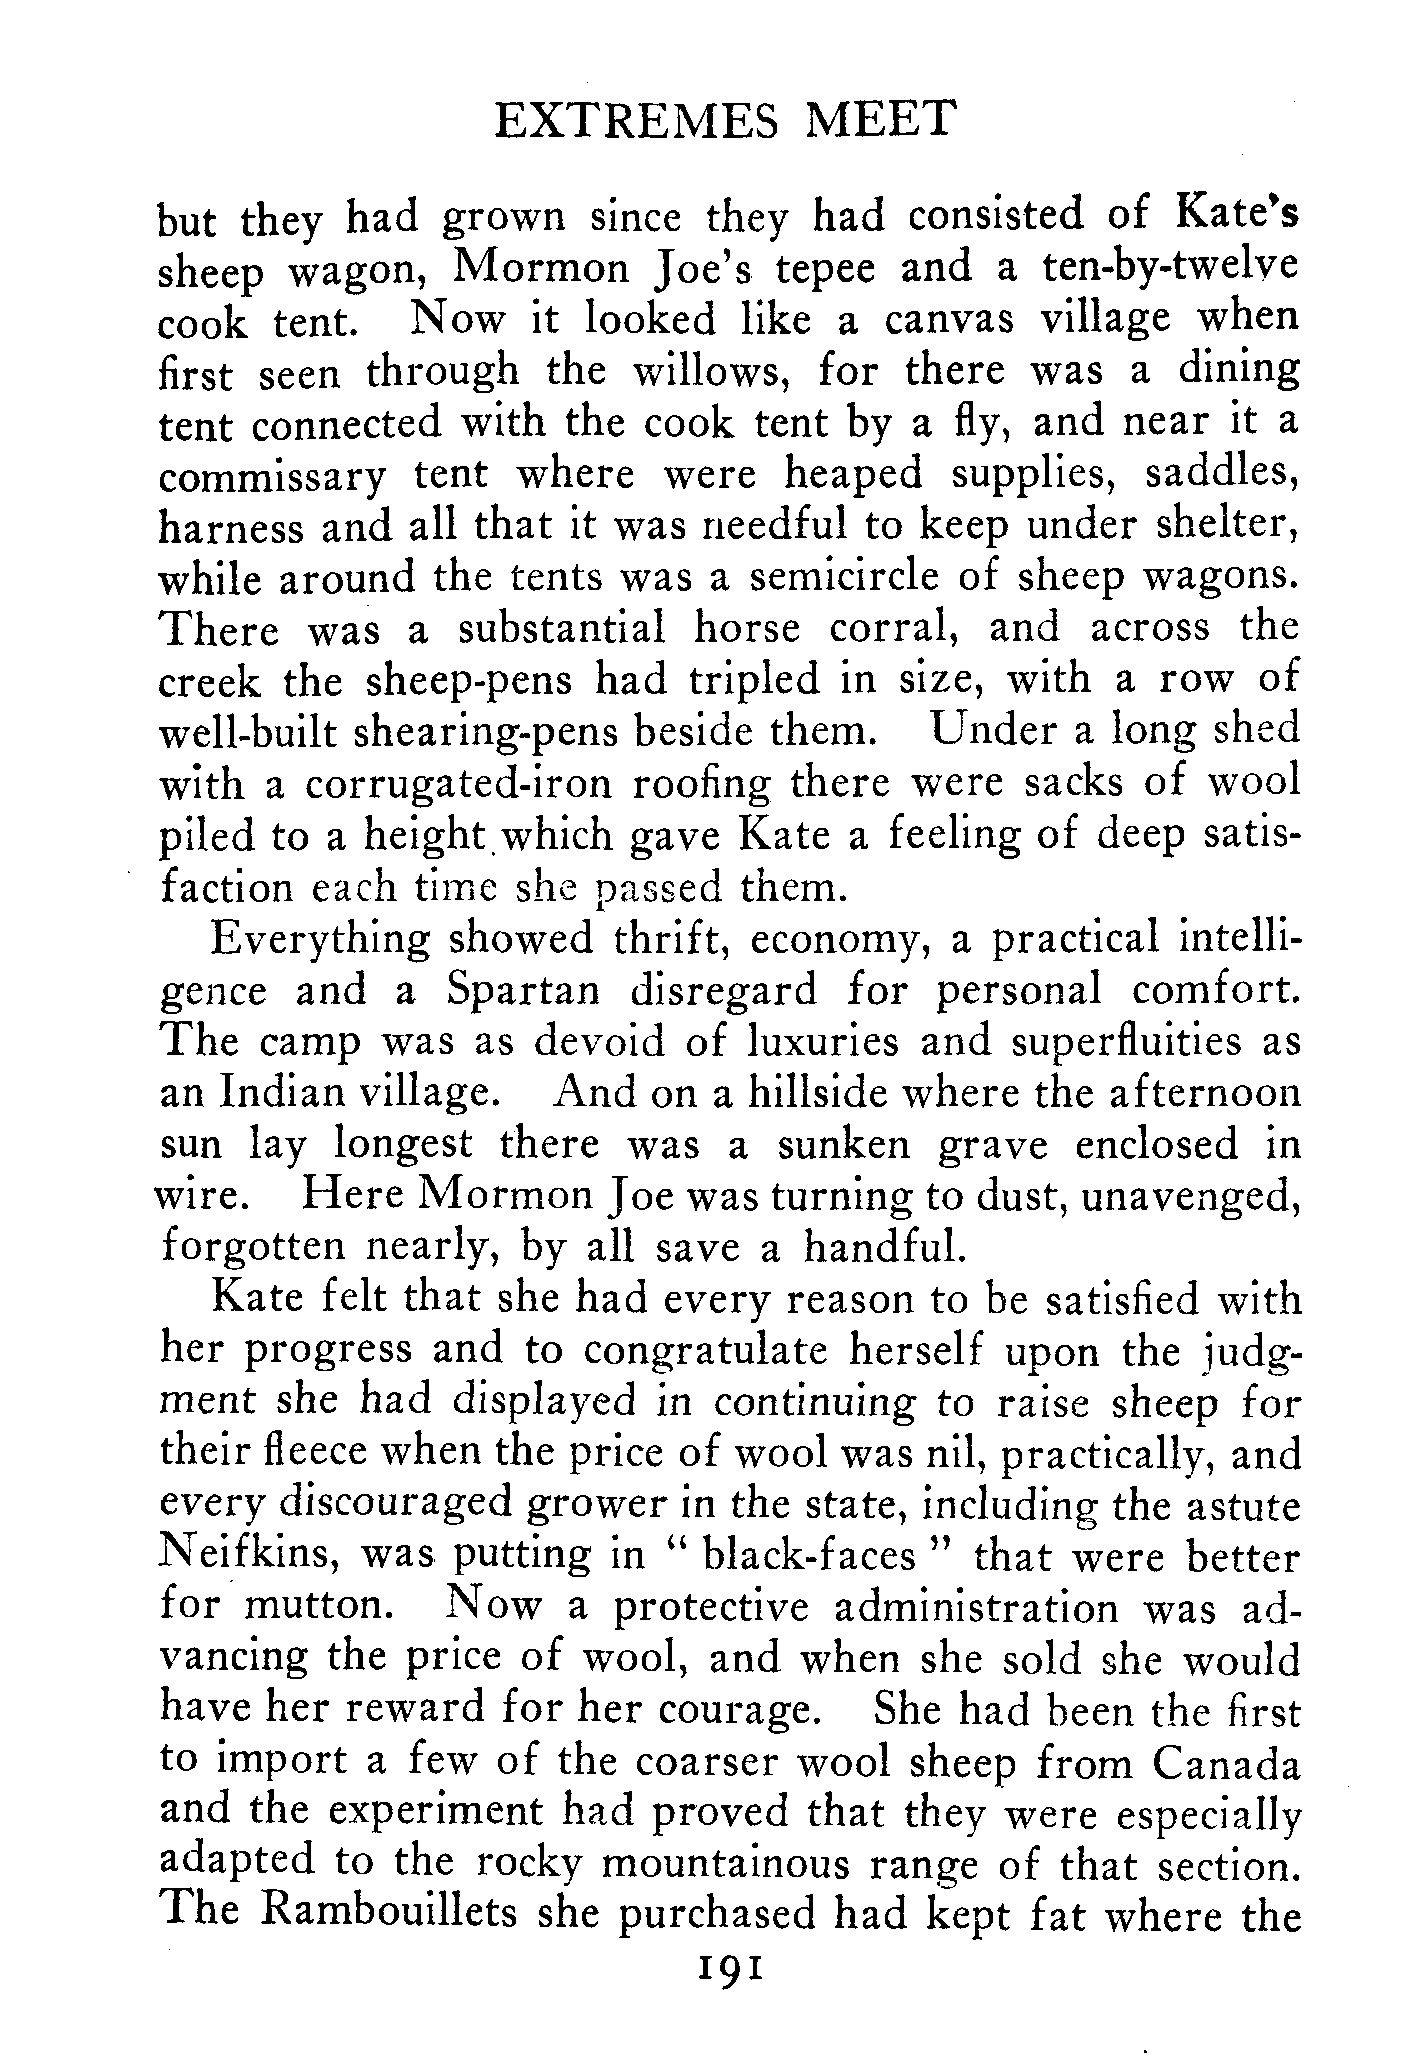 EXTREMES MEET
but they had grown since they had consisted of Kate's
sheep wagon, Mormon Joe's tepee and a ten-by-twelve
cook tent. Now it looked like a canvas village when
first seen through the willows, for there was a dining
tent connected with the cook tent by a fly, and near it a
commissary tent where were heaped supplies, saddles,
harness and all that it was needful to keep under shelter,
while around the tents was a semicircle of sheep wagons.
There was a substantial horse corral, and across the
creek the sheep-pens had tripled in size, with a row of
well-built shearing-pens beside them. Under a long shed
with a corrugated-iron roofing there were sacks of wool
piled to a height which gave Kate a feeling of deep satis-
faction each time she passed them.
Everything showed thrift, economy, a practical intelli-
gence and a Spartan disregard for personal comfort.
The camp was as devoid of luxuries and superfluities as
an Indian village. And on a hillside where the afternoon
sun lay longest there was a sunken grave enclosed in
wire. Here Mormon Joe was turning to dust, unavenged,
forgotten nearly, by all save a handful.
Kate felt that she had every reason to be satisfied with
her progress and to congratulate herself upon the judg-
ment she had displayed in continuing to raise sheep for
their fleece when the price of wool was nil, practically, and
every discouraged grower in the state, including the astute
Neifkins, was putting in " black-faces " that were better
for mutton. Now a protective administration was ad-
vancing the price of wool, and when she sold she would
have her reward for her courage. She had been the first
to import a few of the coarser wool sheep from Canada
and the experiment had proved that they were especially
adapted to the rocky mountainous range of that section.
The Rambouillets she purchased had kept fat where the
191